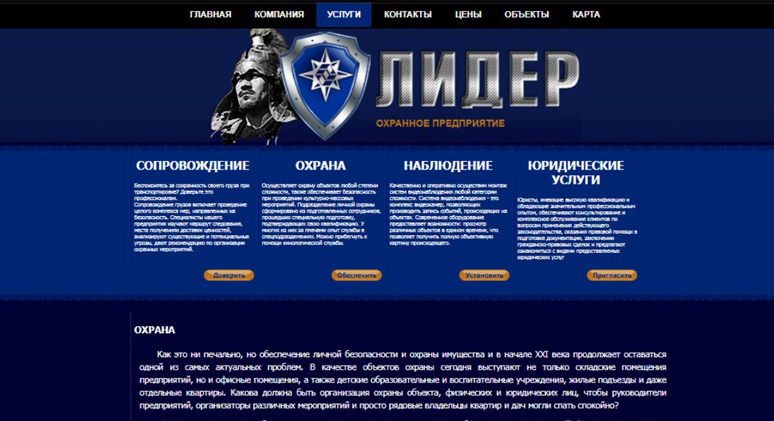 ГЛАВНАЯ КОМПАНИЯ УСЛУГИ КОНТАКТЫ ЦЕНЫ ОБЪЕКТЫ КАРТА
ЛИДЕР
ОХРАННОЕ ПРЕДПРИЯТИЕ
СОПРОВОЖДЕНИЕ
Беспокоитесь за сохранность своего груза при
транспортировке? Доверьте это
профессионалам.
Сопровождение грузов включает проведение
целого комплекса мер, направленных на
безопасность. Специалисты нашего
предприятия изучают маршрут следования,
места получения доставки ценностей,
анализируют существующие и потенциальные
угрозы, дают рекомендацию по организации
охранных мероприятий.
Доверить
ОХРАНА
Осуществляет охрану объектов любой степени
сложности, также обеспечивает безопасность
при проведении культурно-массовых
мероприятий. Подразделение личной охраны
сформировано из подготовленных сотрудников,
прошедших специальную подготовку,
подтверждающих свою квалификацию. У
многих из них за плечами опыт службы в
спецподразделениях. Можно прибегнуть к
помощи кинологической службы.
Обеспечить
НАБЛЮДЕНИЕ
Качественно и оперативно осуществим монтаж
систем видеонаблюдения любой категории
сложности. Система видеонаблюдения - это
комплекс видеокамер, позволяющих
производить запись событий, происходящих на
объектах. Современное оборудование
предоставляет возможность: просмотр
различных объектов в едином времени, что
позволяет получить полную объективную
картину происходящего.
Установить
ЮРИДИЧЕСКИЕ
УСЛУГИ
Юристы, имеющие высокую квалификацию и
обладающие значительным профессиональным
опытом, обеспечивают консультирование и
комплексное обслуживание клиентов по
вопросам применения действующего
законодательства, оказания правовой помощи в
подготовке документации, заключении
гражданско-правовых сделок и предлагают
ознакомиться с видами предоставляемых
юридических услуг
Пригласить
ОХРАНА
Как это ни печально, но обеспечение личной безопасности и охраны имущества и в начале XXI века продолжает оставаться
одной из самых актуальных проблем. В качестве объектов охраны сегодня выступают не только складские помещения
предприятий, но и офисные помещения, а также детские образовательные и воспитательные учреждения, жилые подъезды и даже
отдельные квартиры. Какова должна быть организация охраны объекта, физических и юридических лиц, чтобы руководители
предприятий, организаторы различных мероприятий и просто рядовые владельцы квартир и дач могли спать спокойно?